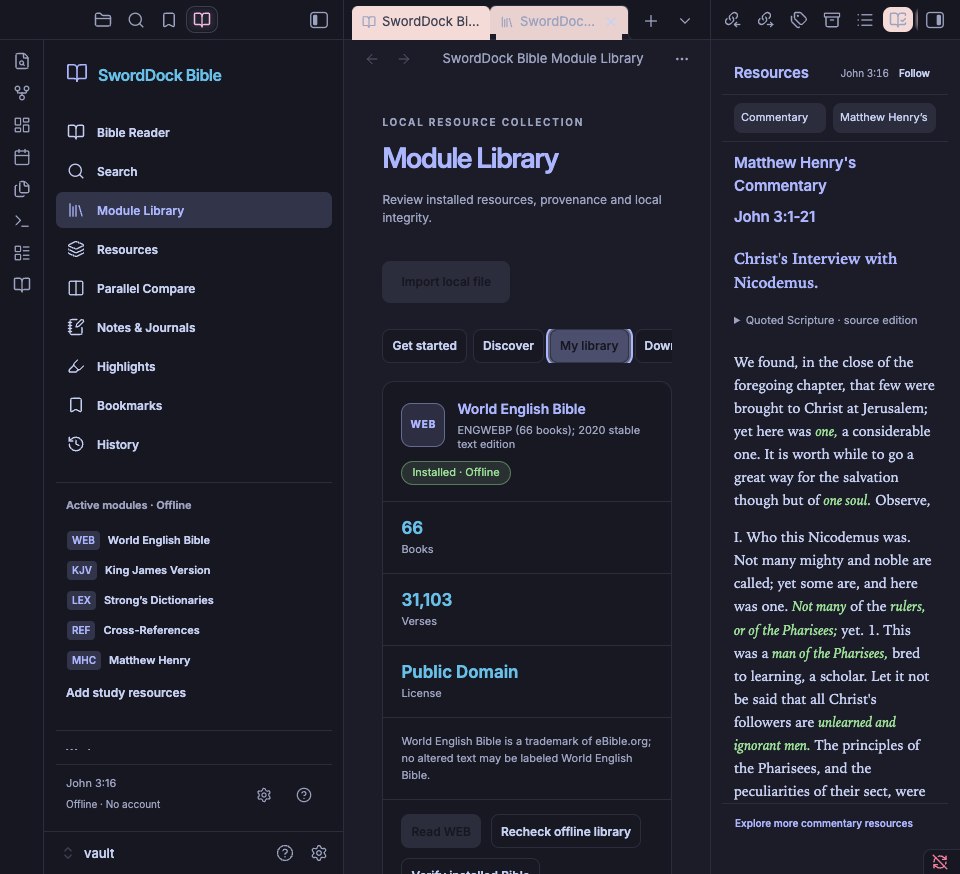 SwordDock Bi...
SwordDoc...
SwordDock Bible
Bible Reader
Search
Module Library
Resources
Parallel Compare
Notes & Journals
Highlights
Bookmarks
History
Active modules · Offline
WEB World English Bible
KJV King James Version
LEX Strong's Dictionaries
REF Cross-References
MHC Matthew Henry
Add study resources
John 3:16
Offline · No account
vault
SwordDock Bible Module Library
LOCAL RESOURCE COLLECTION
Module Library
Review installed resources, provenance and local
integrity.
Import local file
Get started Discover My library Down
WEB
World English Bible
ENGWEBP (66 books); 2020 stable
text edition
Installed · Offline
66
Books
31,103
Verses
Public Domain
License
World English Bible is a trademark of eBible.org;
no altered text may be labeled World English
Bible.
Read WEB Recheck offline library
Verify installed Bible
Resources John 3:16 Follow
Commentary Matthew Henry's
Matthew Henry's
Commentary
John 3:1-21
Christ's Interview with
Nicodemus.
Quoted Scripture · source edition
We found, in the close of the
foregoing chapter, that few were
brought to Christ at Jerusalem;
yet here was one, a considerable
one. It is worth while to go a
great way for the salvation
though but of one soul. Observe,
I. Who this Nicodemus was.
Not many mighty and noble are
called; yet some are, and here
was one. Not many of the rulers,
or of the Pharisees; yet. 1. This
was a man of the Pharisees, bred
to learning, a scholar. Let it not
be said that all Christ's
followers are unlearned and
ignorant men. The principles of
the Pharisees, and the
peculiarities of their sect, were
Explore more commentary resources